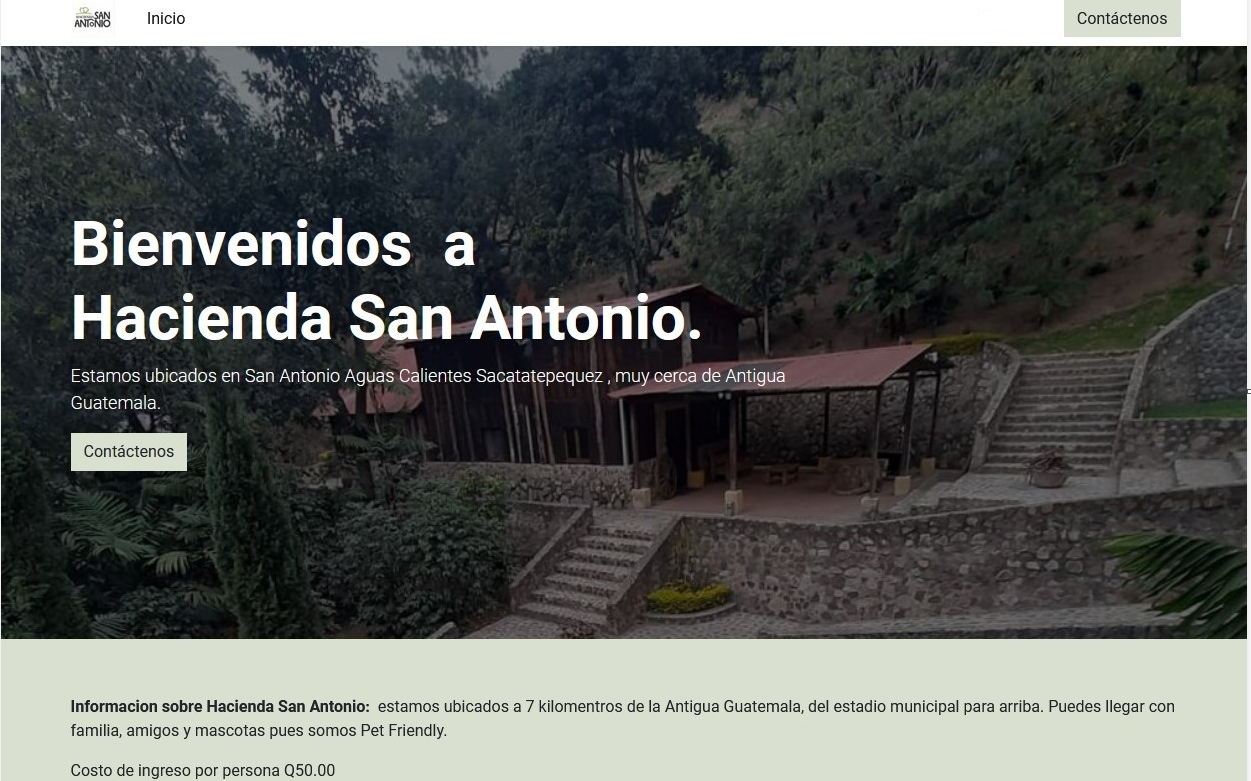 HACIENDA SAN
ANTONIO
Inicio
Contáctenos
Bienvenidos a
Hacienda San Antonio.
Estamos ubicados en San Antonio Aguas Calientes Sacatatepequez , muy cerca de Antigua
Guatemala.
Contáctenos
Informacion sobre Hacienda San Antonio: estamos ubicados a 7 kilomentros de la Antigua Guatemala, del estadio municipal para arriba. Puedes llegar con
familia, amigos y mascotas pues somos Pet Friendly.
Costo de ingreso por persona Q50.00